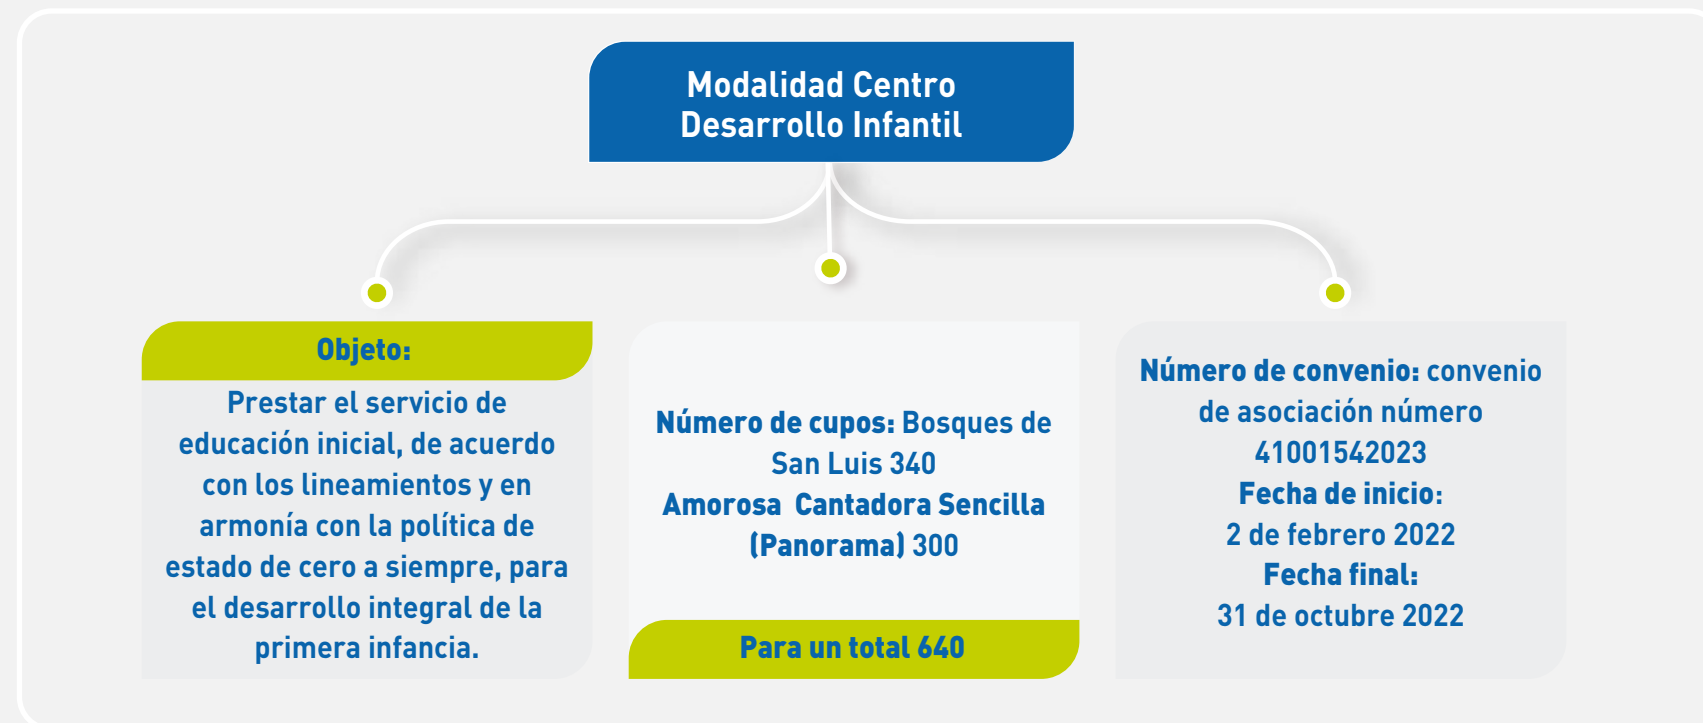 Modalidad Centro
Desarrollo Infantil
Objeto:
Prestar el servicio de
educación inicial, de acuerdo
con los lineamientos y en
armonía con la política de
estado de cero a siempre, para
el desarrollo integral de la
primera infancia.
Número de cupos: Bosques de
San Luis 340
Amorosa Cantadora Sencilla
(Panorama) 300
Para un total 640
Número de convenio: convenio
de asociación número
41001542023
Fecha de inicio:
2 de febrero 2022
Fecha final:
31 de octubre 2022